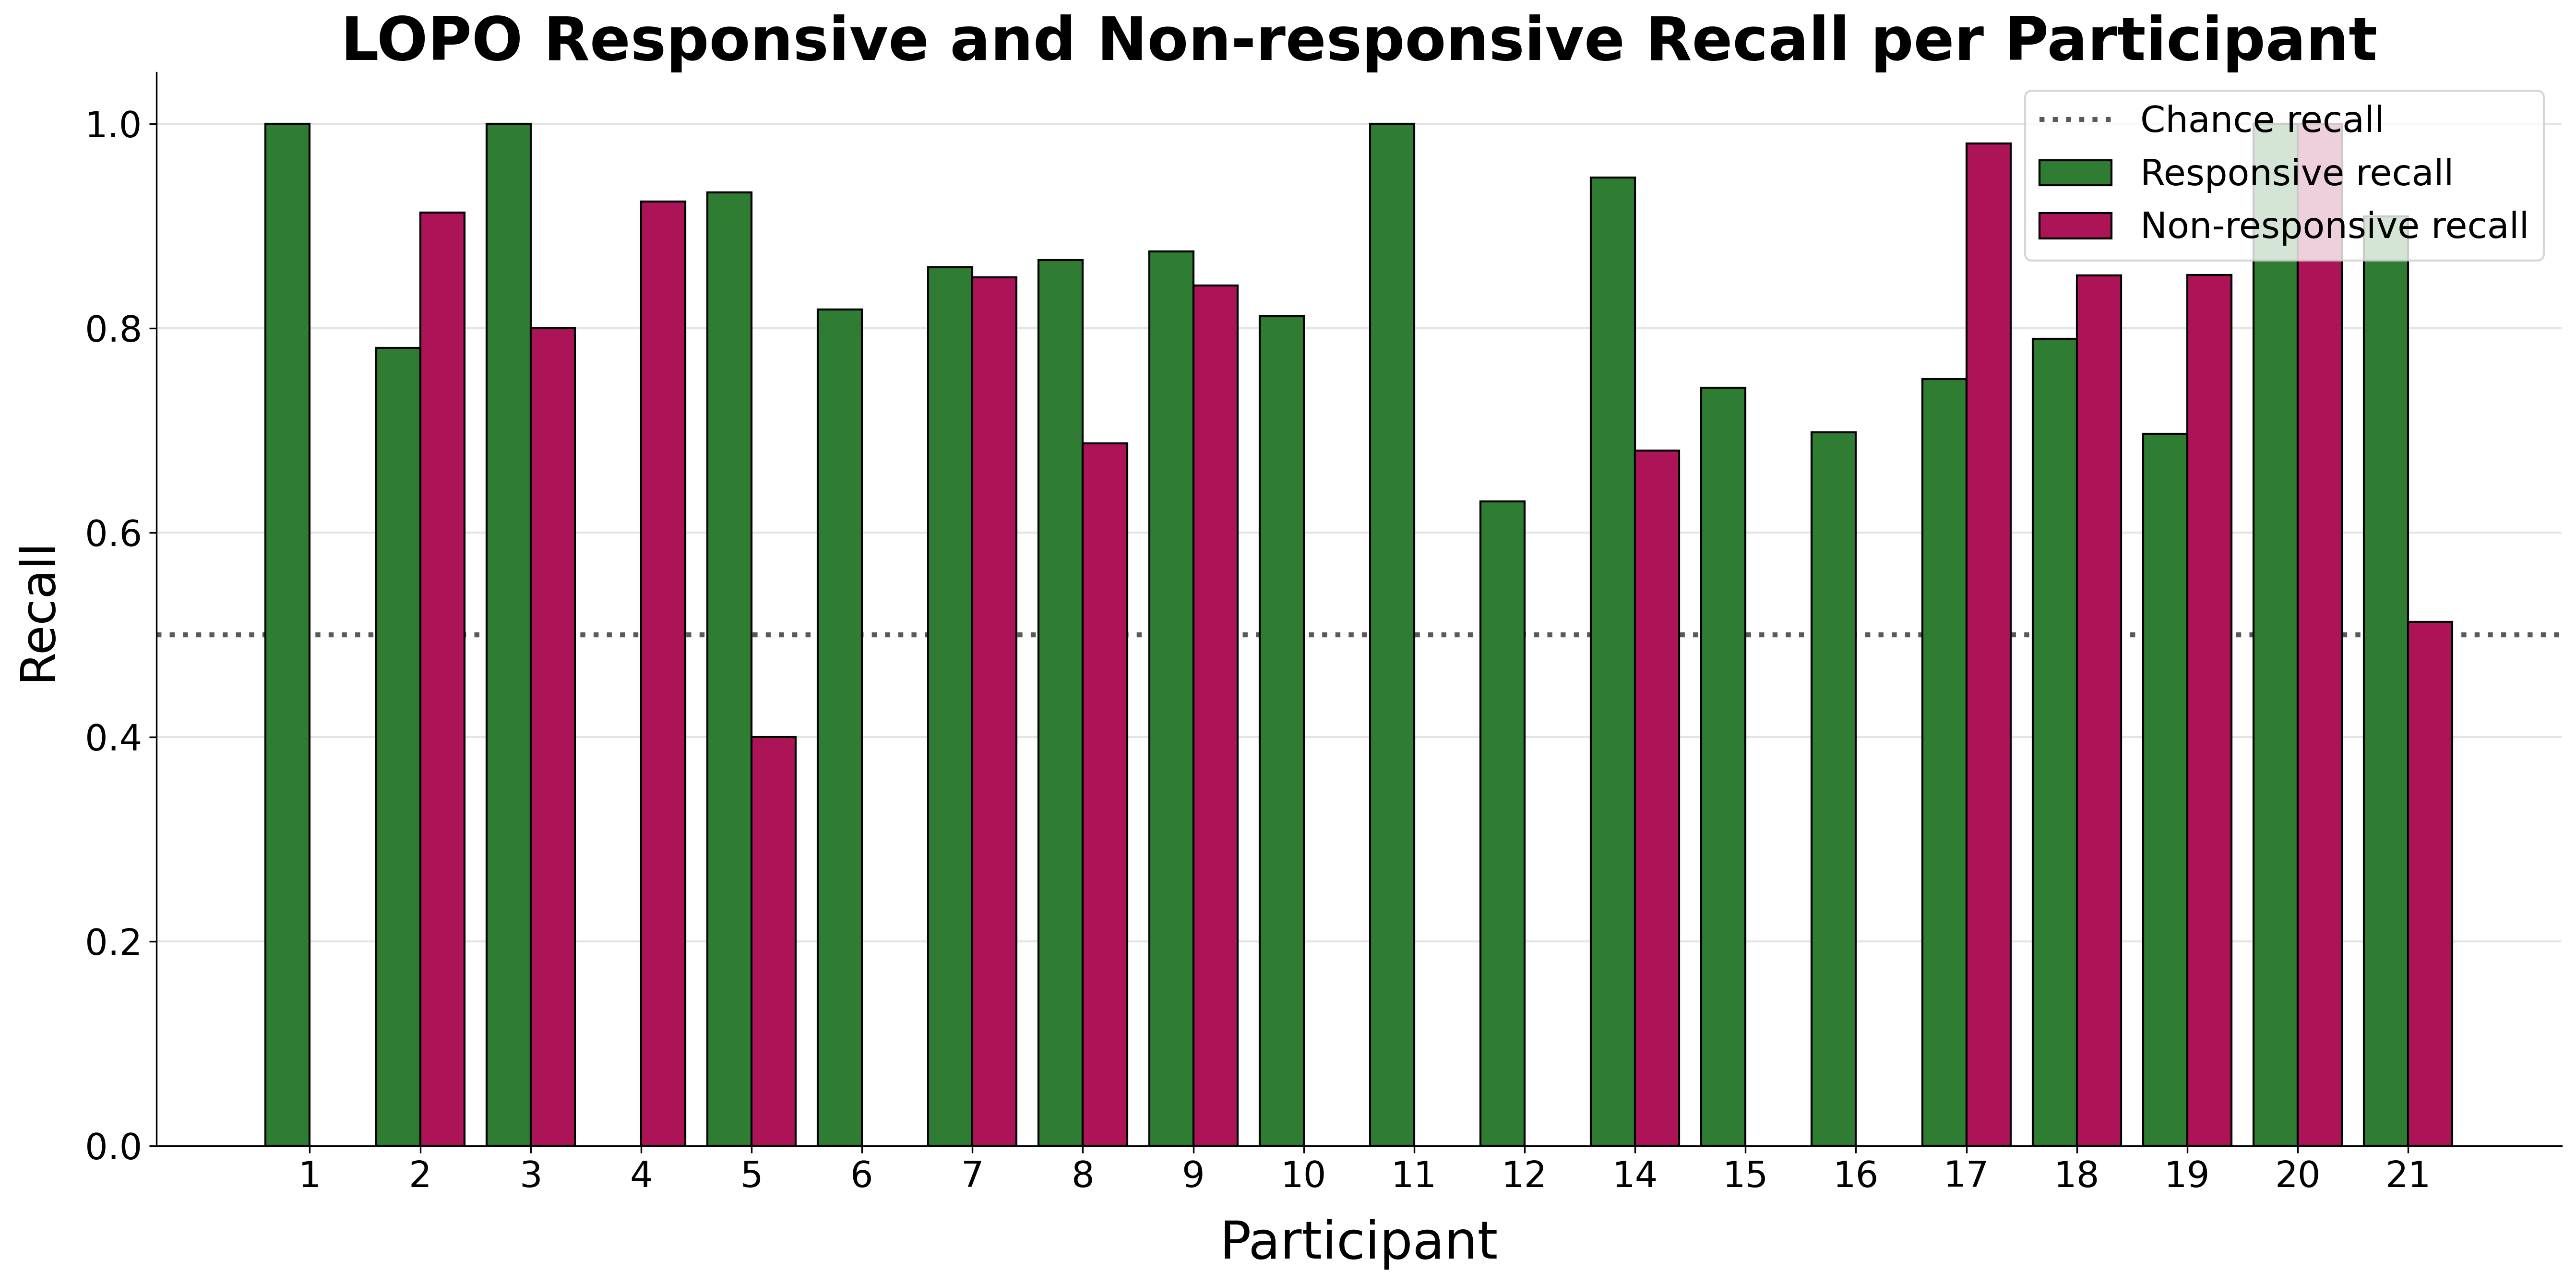 LOPO Responsive and Non-responsive Recall per Participant
Chance recall
Responsive recall
Non-responsive recall
1.0
0.8
0.6
0.4
0.2
0.0
Recall
1 2 3 4 5 6 7 8 9 10 11 12 14 15 16 17 18 19 20 21
Participant